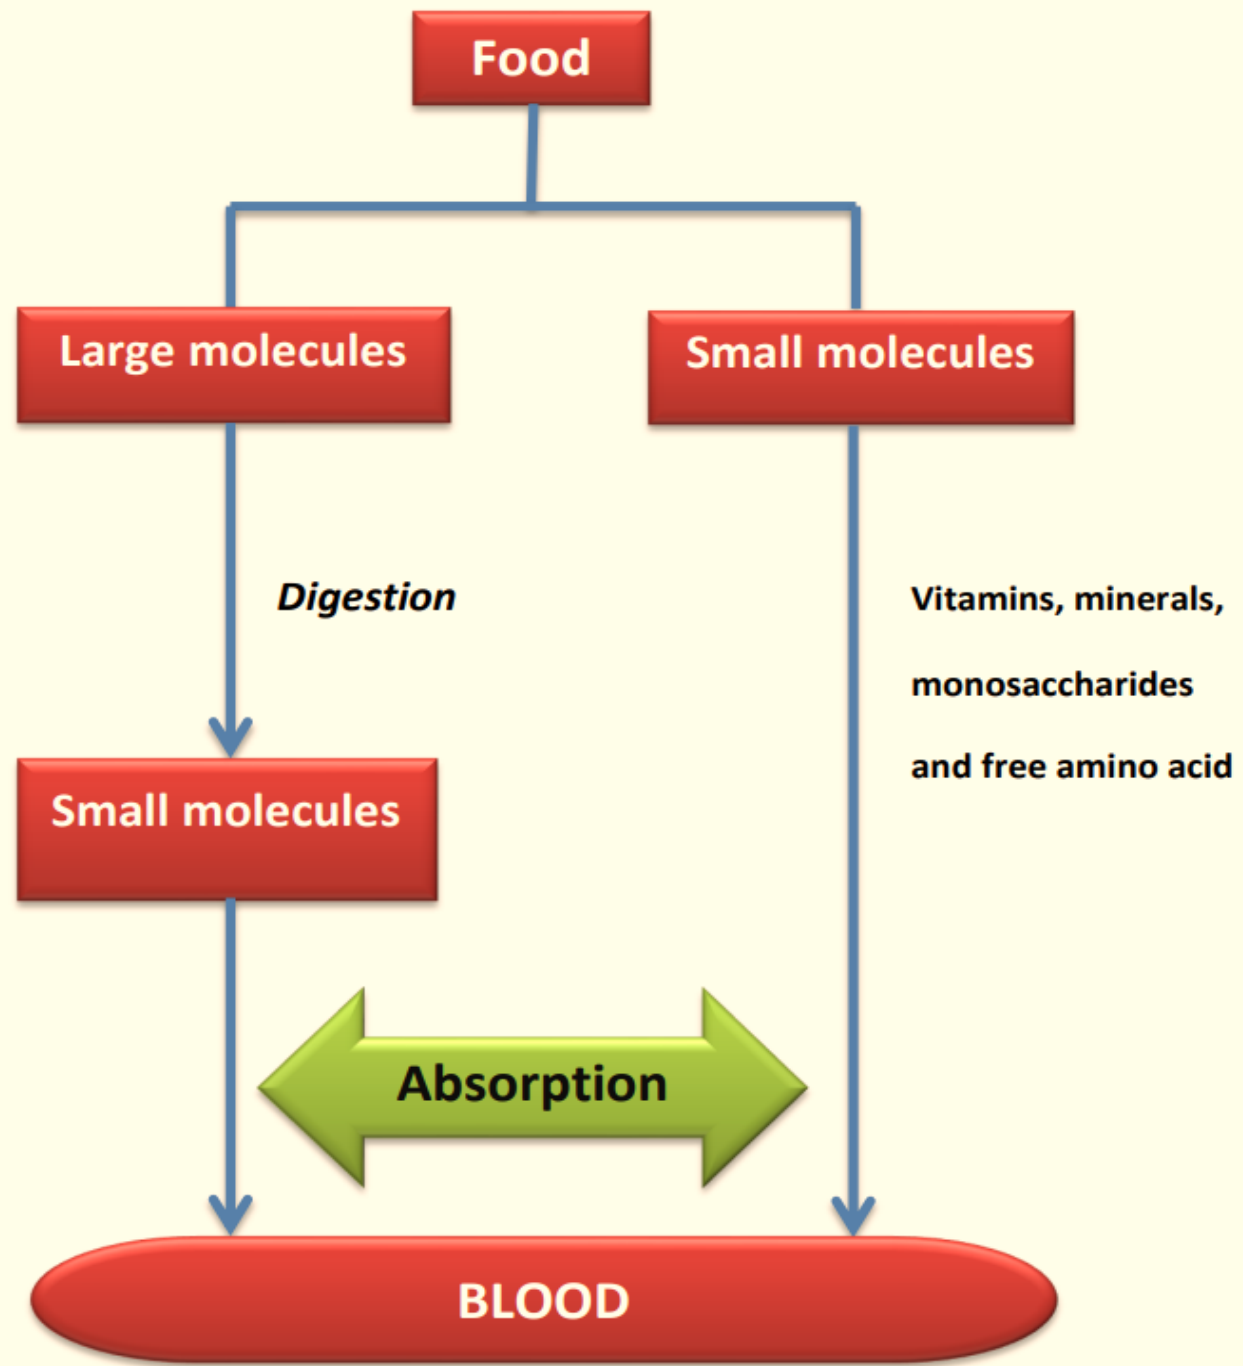 Food
Large molecules
Small molecules
Digestion
Vitamins, minerals,
monosaccharides
and free amino acid
Small molecules
Absorption
BLOOD